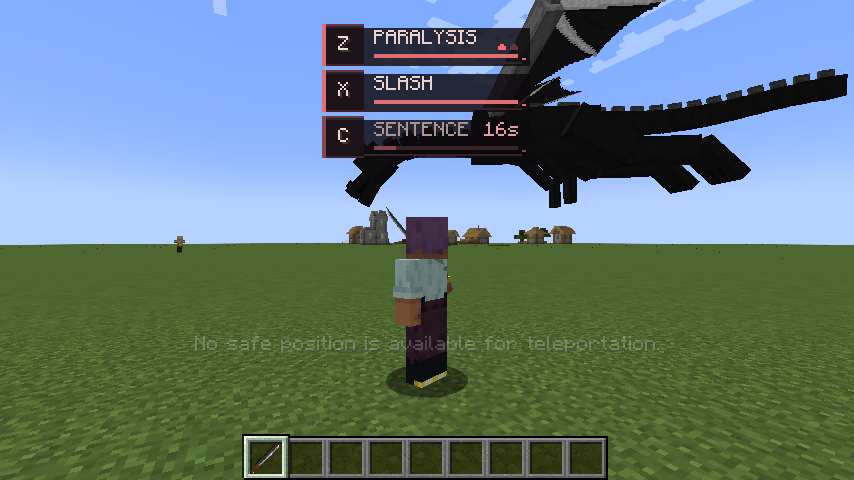 Z PARALYSIS
X SLASH
C SENTENCE 16s
No safe position is available for teleportation.